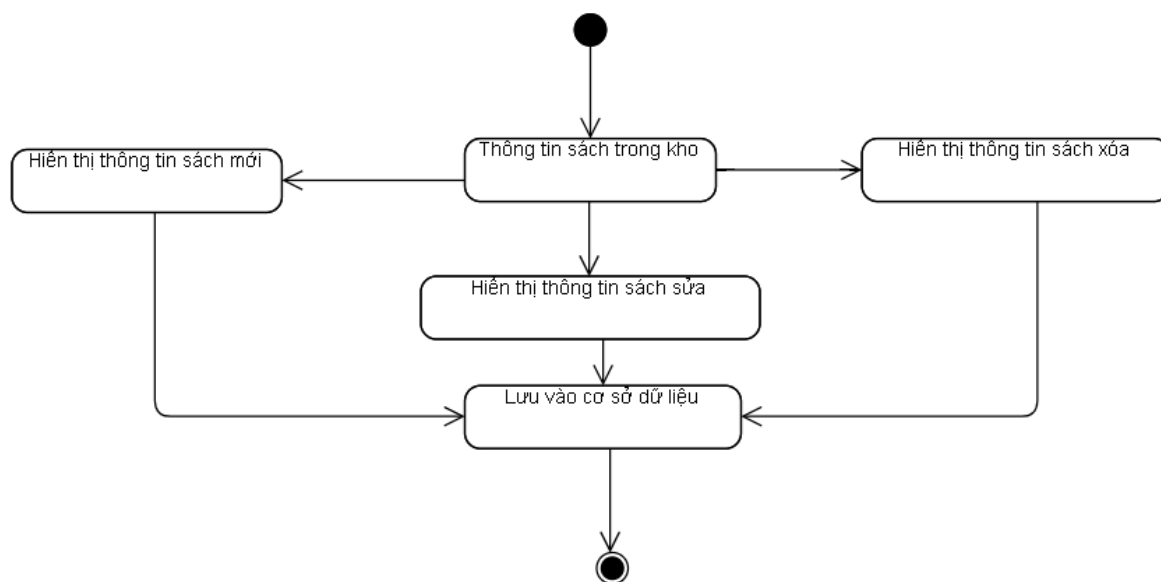 Thông tin sách trong kho
Hiển thị thông tin sách mới
Hiển thị thông tin sách xóa
Hiển thị thông tin sách sửa
Lưu vào cơ sở dữ liệu